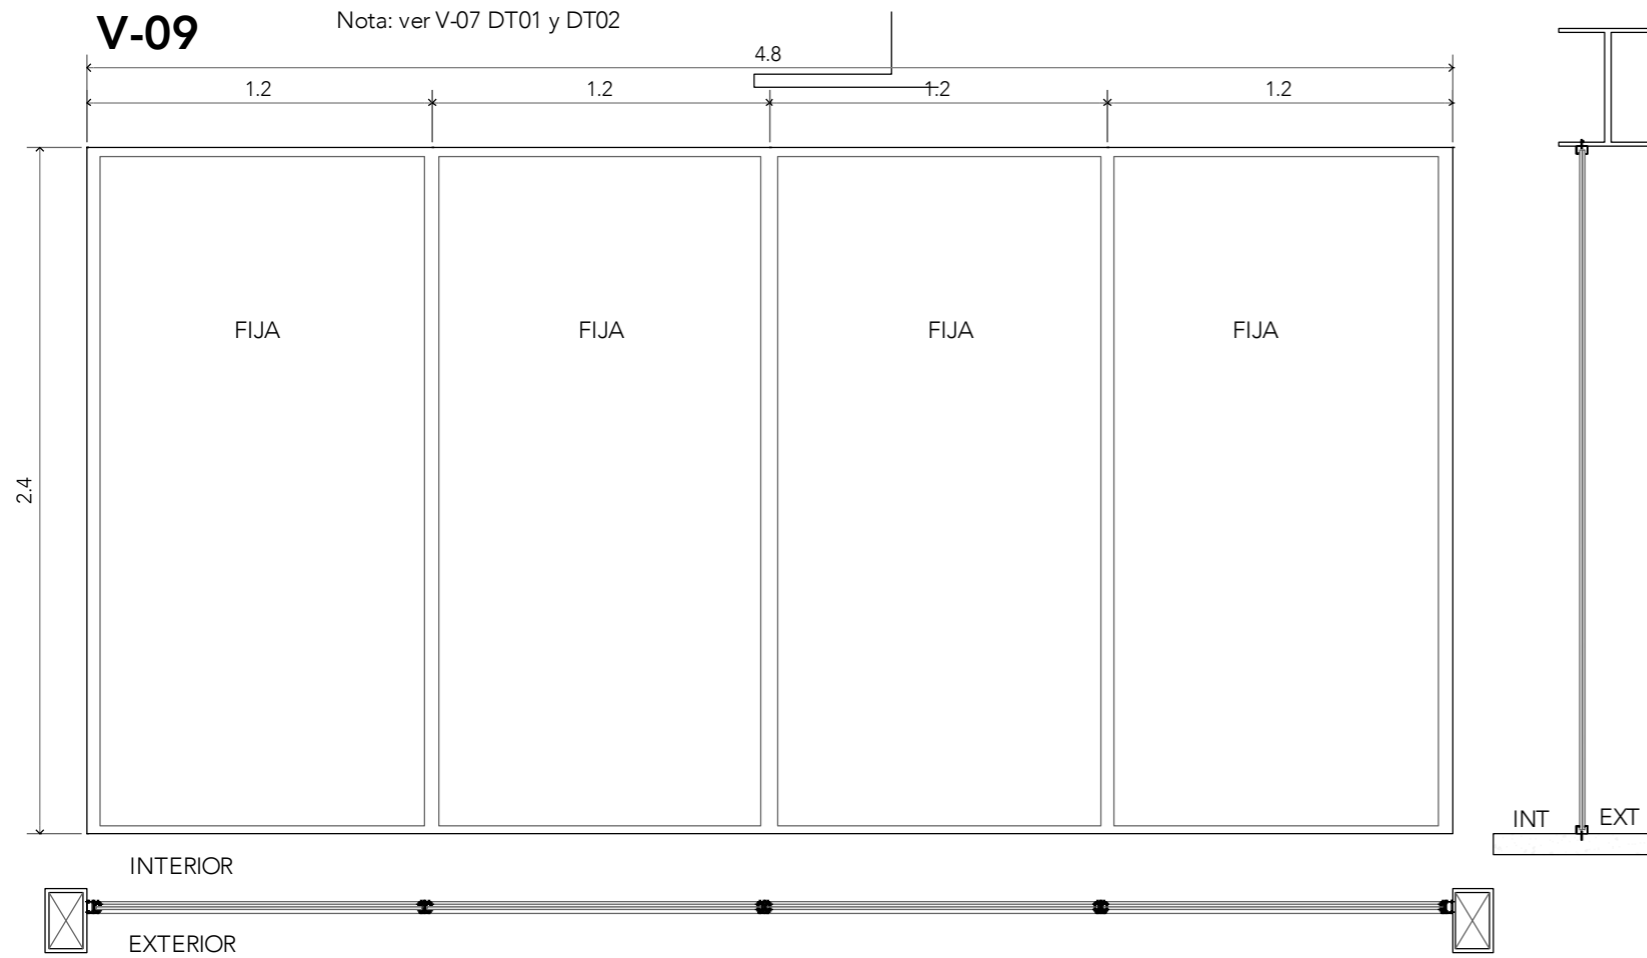 V-09
Nota: ver V-07 DT01 y DT02
4.8
1.2 1.2 1.2 1.2
FIJA FIJA FIJA FIJA
2.4
INT EXT
INTERIOR
EXTERIOR